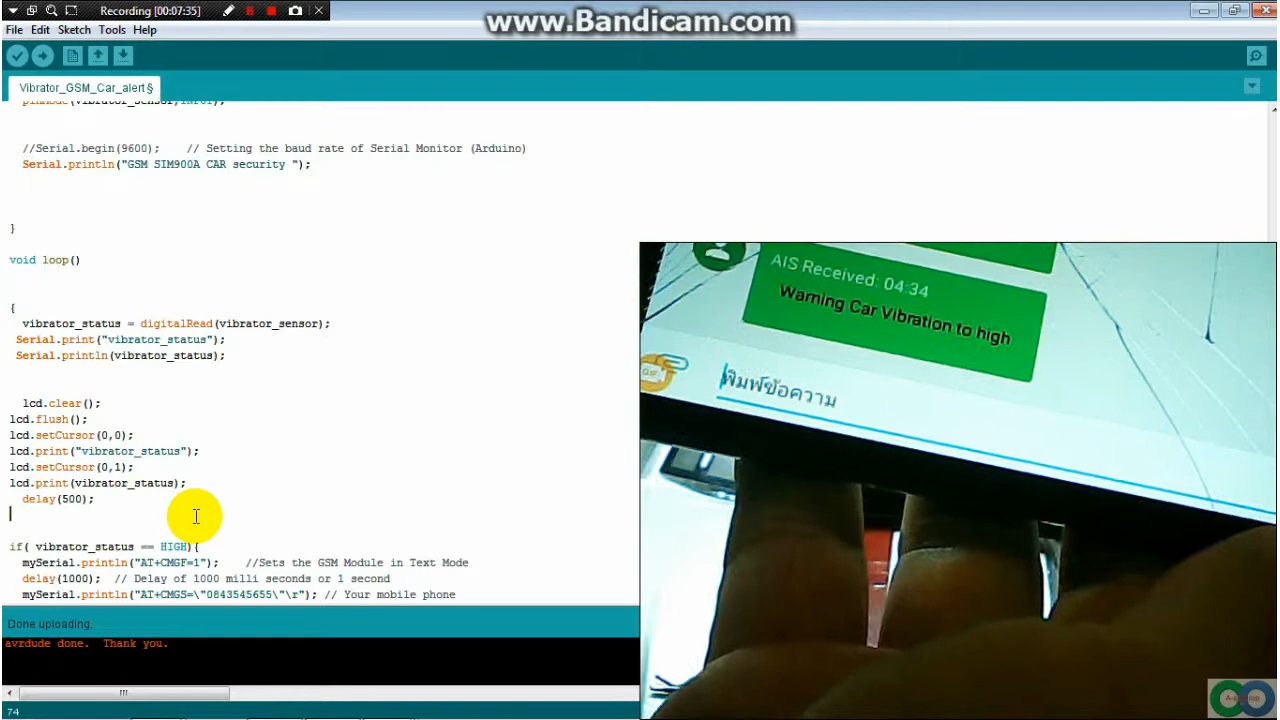 Recording [00:07:35]
www.Bandicam.com
File Edit Sketch Tools Help
Vibrator_GSM_Car_alert§
pinMode(vibrator_sensor,INPUT);
//Serial.begin(9600);    // Setting the baud rate of Serial Monitor (Arduino)
Serial.println("GSM SIM900A CAR security ");
}
void loop()
{
vibrator_status = digitalRead(vibrator_sensor);
Serial.print("vibrator_status");
Serial.println(vibrator_status);
lcd.clear();
lcd.flush();
lcd.setCursor(0,0);
lcd.print("vibrator_status");
lcd.setCursor(0,1);
lcd.print(vibrator_status);
delay(500);
if( vibrator_status == HIGH){
mySerial.println("AT+CMGF=1");    //Sets the GSM Module in Text Mode
delay(1000);  // Delay of 1000 milli seconds or 1 second
mySerial.println("AT+CMGS=\"0843545655\"\r"); // Your mobile phone
Done uploading.
avrdude done.  Thank you.
74
AIS Received: 04:34
Warning Car Vibration to high
GIF
พิมพ์ข้อความ